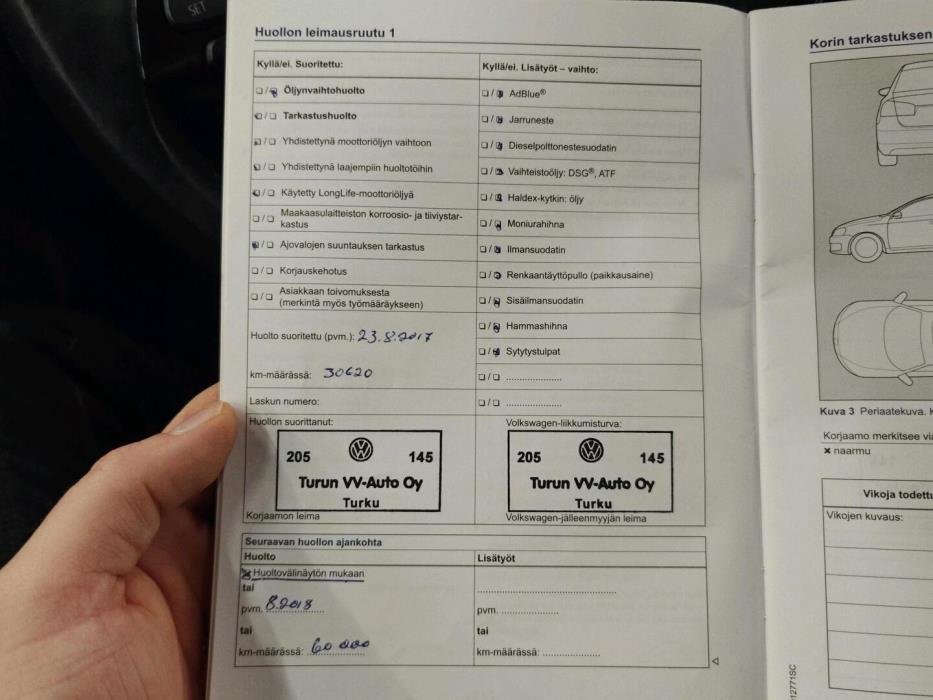 SET
Huollon leimausruutu 1
Kyllä/ei. Suoritettu:
☐/☒ Öljynvaihtohuolto
☒/☐ Tarkastushuolto
☒/☐ Yhdistettynä moottoriöljyn vaihtoon
☒/☐ Yhdistettynä laajempiin huoltotöihin
☒/☐ Käytetty LongLife-moottoriöljyä
☐/☐ Maakaasulaitteiston korroosio- ja tiiviystar-
kastus
☒/☐ Ajovalojen suuntauksen tarkastus
☐/☐ Korjauskehotus
☐/☐ Asiakkaan toivomuksesta
(merkintä myös työmääräykseen)
Huolto suoritettu (pvm.): 23.8.2017
km-määrässä: 30620
Laskun numero:
Kyllä/ei. Lisätyöt – vaihto:
☐/☒ AdBlue®
☐/☒ Jarruneste
☐/☒ Dieselpolttonestesuodatin
☐/☒ Vaihteistoöljy: DSG®, ATF
☐/☒ Haldex-kytkin: öljy
☐/☒ Moniurahihna
☐/☒ Ilmansuodatin
☐/☒ Renkaantäyttöpullo (paikkausaine)
☐/☒ Sisäilmansuodatin
☐/☒ Hammashihna
☐/☒ Sytytystulpat
☐/☐ ....................
☐/☐ ....................
Huollon suorittanut:
205 VW 145
Turun VV-Auto Oy
Turku
Korjaamon leima
Volkswagen-liikkumisturva:
205 VW 145
Turun VV-Auto Oy
Turku
Volkswagen-jälleenmyyjän leima
Seuraavan huollon ajankohta
Huolto
☒ Huoltovälinäytön mukaan
tai
pvm. 8.2018
tai
km-määrässä: 60 000
Lisätyöt
..................................................
pvm. ....................
tai
km-määrässä: ....................
Korin tarkastuksen
Kuva 3 Periaatekuva.
Korjaamo merkitsee
✕ naarmu
Vikoja todettu
Vikojen kuvaus:
12771SC